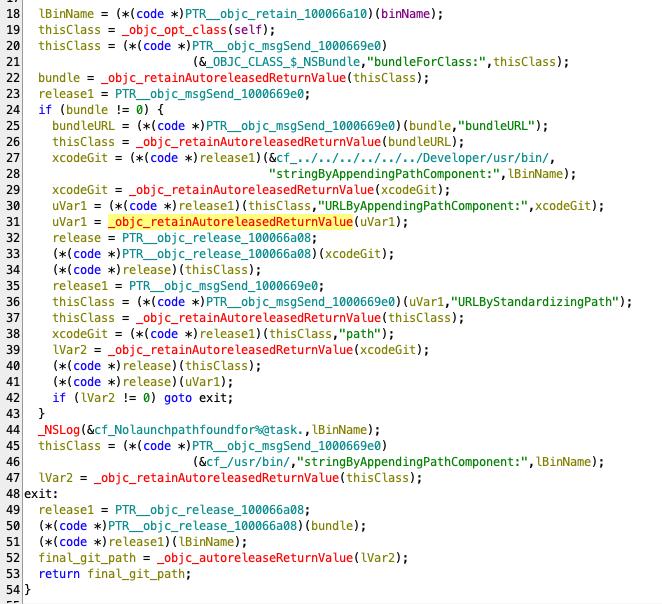 18 lBinName = (*(code *)PTR__objc_retain_100066a10)(binName);
19 thisClass = _objc_opt_class(self);
20 thisClass = (*(code *)PTR__objc_msgSend_1000669e0)
21 (&_OBJC_CLASS_$_NSBundle,"bundleForClass:",thisClass);
22 bundle = _objc_retainAutoreleasedReturnValue(thisClass);
23 release1 = PTR__objc_msgSend_1000669e0;
24 if (bundle != 0) {
25 bundleURL = (*(code *)PTR__objc_msgSend_1000669e0)(bundle,"bundleURL");
26 thisClass = _objc_retainAutoreleasedReturnValue(bundleURL);
27 xcodeGit = (*(code *)release1)(&cf_../../../../../../Developer/usr/bin/,
28 "stringByAppendingPathComponent:",lBinName);
29 xcodeGit = _objc_retainAutoreleasedReturnValue(xcodeGit);
30 uVar1 = (*(code *)release1)(thisClass,"URLByAppendingPathComponent:",xcodeGit);
31 uVar1 = _objc_retainAutoreleasedReturnValue(uVar1);
32 release = PTR__objc_release_100066a08;
33 (*(code *)PTR__objc_release_100066a08)(xcodeGit);
34 (*(code *)release)(thisClass);
35 release1 = PTR__objc_msgSend_1000669e0;
36 thisClass = (*(code *)PTR__objc_msgSend_1000669e0)(uVar1,"URLByStandardizingPath");
37 thisClass = _objc_retainAutoreleasedReturnValue(thisClass);
38 xcodeGit = (*(code *)release1)(thisClass,"path");
39 lVar2 = _objc_retainAutoreleasedReturnValue(xcodeGit);
40 (*(code *)release)(thisClass);
41 (*(code *)release)(uVar1);
42 if (lVar2 != 0) goto exit;
43 }
44 _NSLog(&cf_Nolaunchpathfoundfor%@task.,lBinName);
45 thisClass = (*(code *)PTR__objc_msgSend_1000669e0)
46 (&cf_/usr/bin/,"stringByAppendingPathComponent:",lBinName);
47 lVar2 = _objc_retainAutoreleasedReturnValue(thisClass);
48 exit:
49 release1 = PTR__objc_release_100066a08;
50 (*(code *)PTR__objc_release_100066a08)(bundle);
51 (*(code *)release1)(lBinName);
52 final_git_path = _objc_autoreleaseReturnValue(lVar2);
53 return final_git_path;
54 }